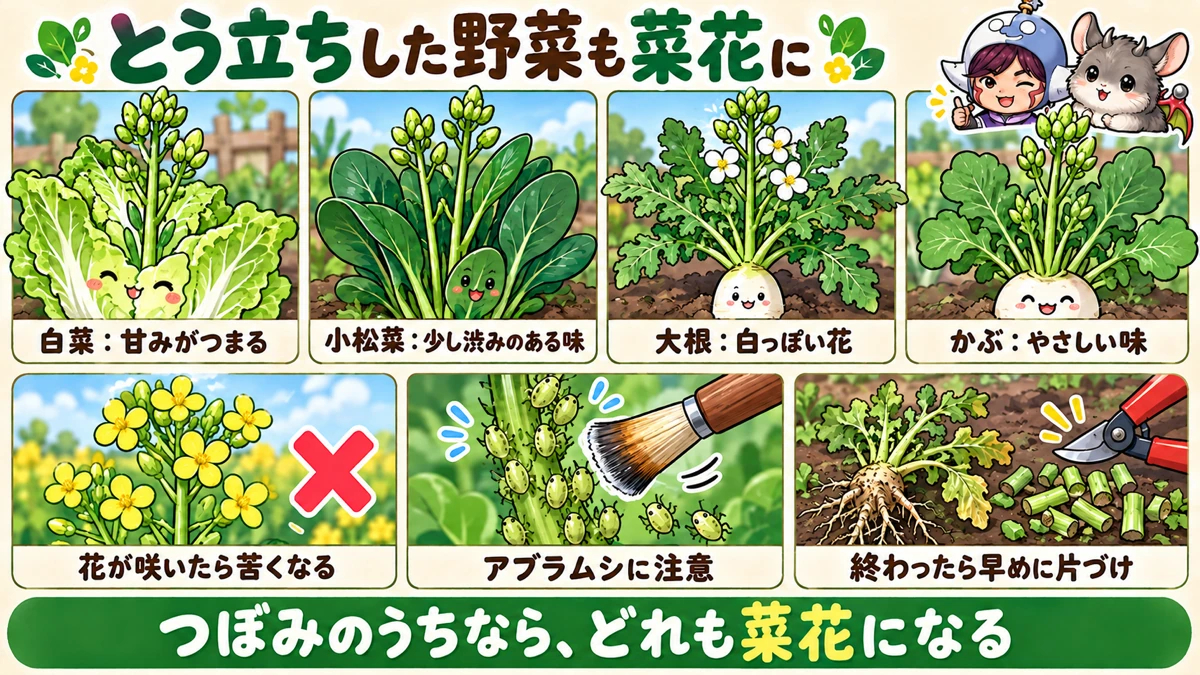 とう立ちした野菜も菜花に
白菜：甘みがつまる
小松菜：少し渋みのある味
大根：白っぽい花
かぶ：やさしい味
花が咲いたら苦くなる
アブラムシに注意
終わったら早めに片づけ
つぼみのうちなら、どれも菜花になる